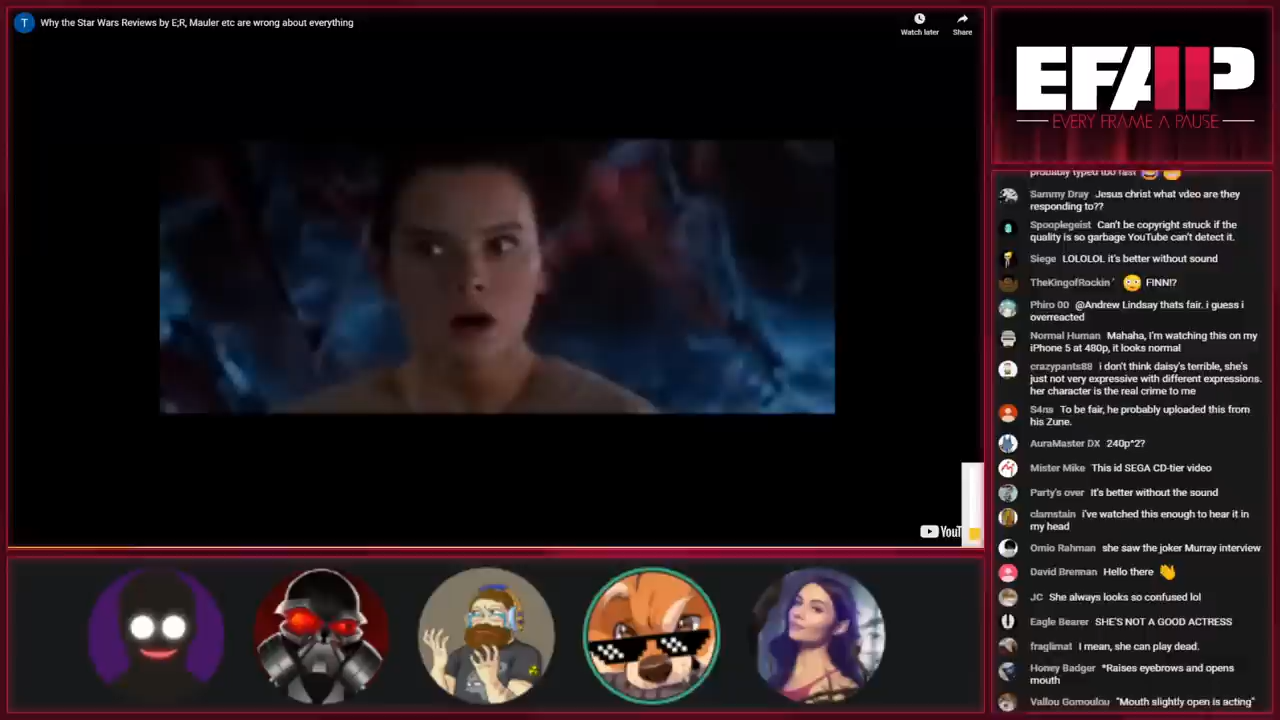 T
Why the Star Wars Reviews by E;R, Mauler etc are wrong about everything
Watch later
Share
EFAP
EVERY FRAME A PAUSE
probably typed too fast
Sammy Dray Jesus christ what vdeo are they
responding to??
Spooplegeist Can't be copyright struck if the
quality is so garbage YouTube can't detect it.
Siege LOLOLOL it's better without sound
TheKingofRockin´ FINN!?
Phiro 00 @Andrew Lindsay thats fair. i guess i
overreacted
Normal Human Mahaha, I'm watching this on my
iPhone 5 at 480p, it looks normal
crazypants88 i don't think daisy's terrible, she's
just not very expressive with different expressions.
her character is the real crime to me
S4ns To be fair, he probably uploaded this from
his Zune.
AuraMaster DX 240p*2?
Mister Mike This id SEGA CD-tier video
Party's over It's better without the sound
clamstain i've watched this enough to hear it in
my head
Omio Rahman she saw the joker Murray interview
David Brennan Hello there
JC She always looks so confused lol
Eagle Bearer SHE'S NOT A GOOD ACTRESS
fraglimat I mean, she can play dead.
Honey Badger *Raises eyebrows and opens
mouth
Vallou Gomoulou "Mouth slightly open is acting"
YouT